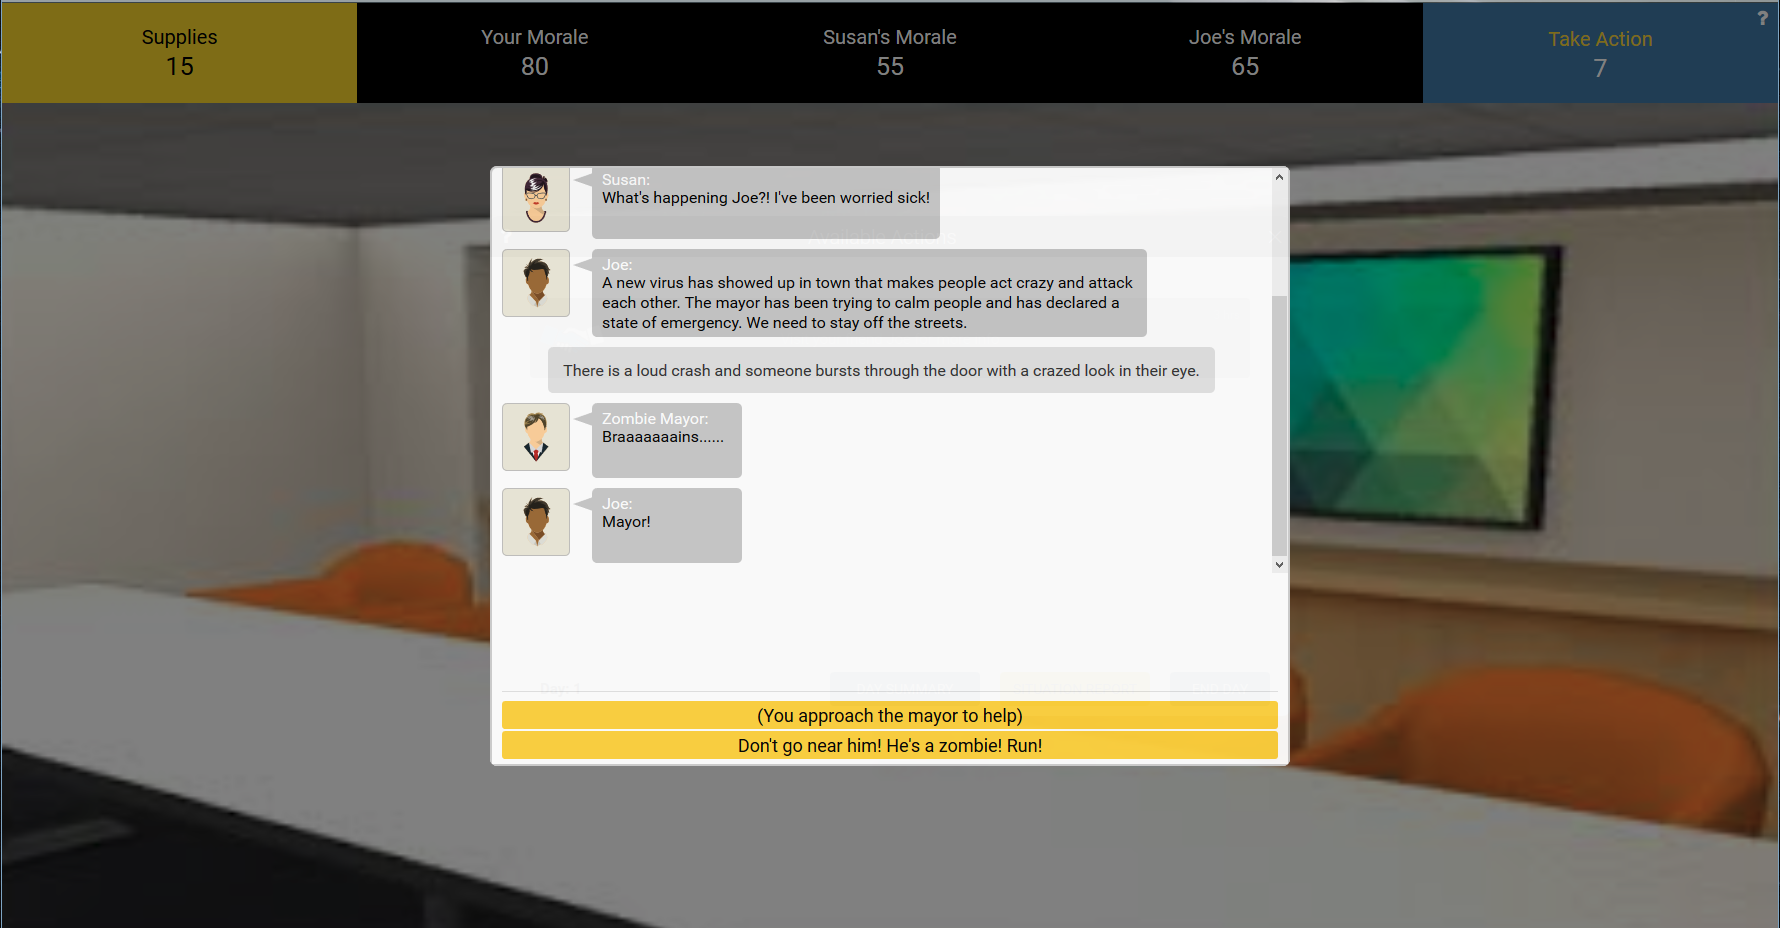 ?
Supplies
15
Your Morale
80
Susan's Morale
55
Joe's Morale
65
Take Action
7
Susan:
What's happening Joe?! I've been worried sick!
Available Actions
Joe:
A new virus has showed up in town that makes people act crazy and attack
each other. The mayor has been trying to calm people and has declared a
state of emergency. We need to stay off the streets.
There is a loud crash and someone bursts through the door with a crazed look in their eye.
Zombie Mayor:
Braaaaaaains......
Joe:
Mayor!
Day: 1
(You approach the mayor to help)
Don't go near him! He's a zombie! Run!